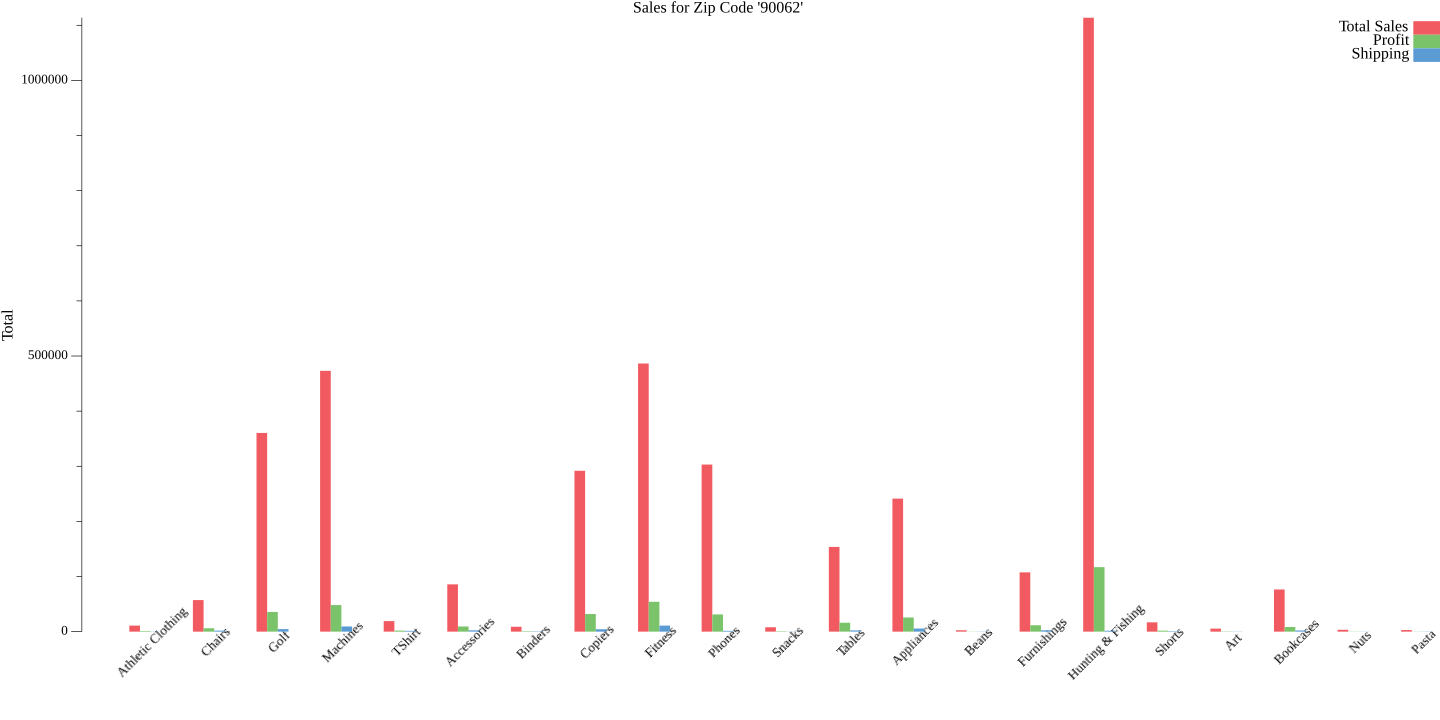 Sales for Zip Code '90062'
Total Sales
Profit
Shipping
1000000
500000
0
Total
Athletic Clothing
Chairs
Golf
Machines
TShirt
Accessories
Binders
Copiers
Fitness
Phones
Snacks
Tables
Appliances
Beans
Furnishings
Hunting & Fishing
Shorts
Art
Bookcases
Nuts
Pasta